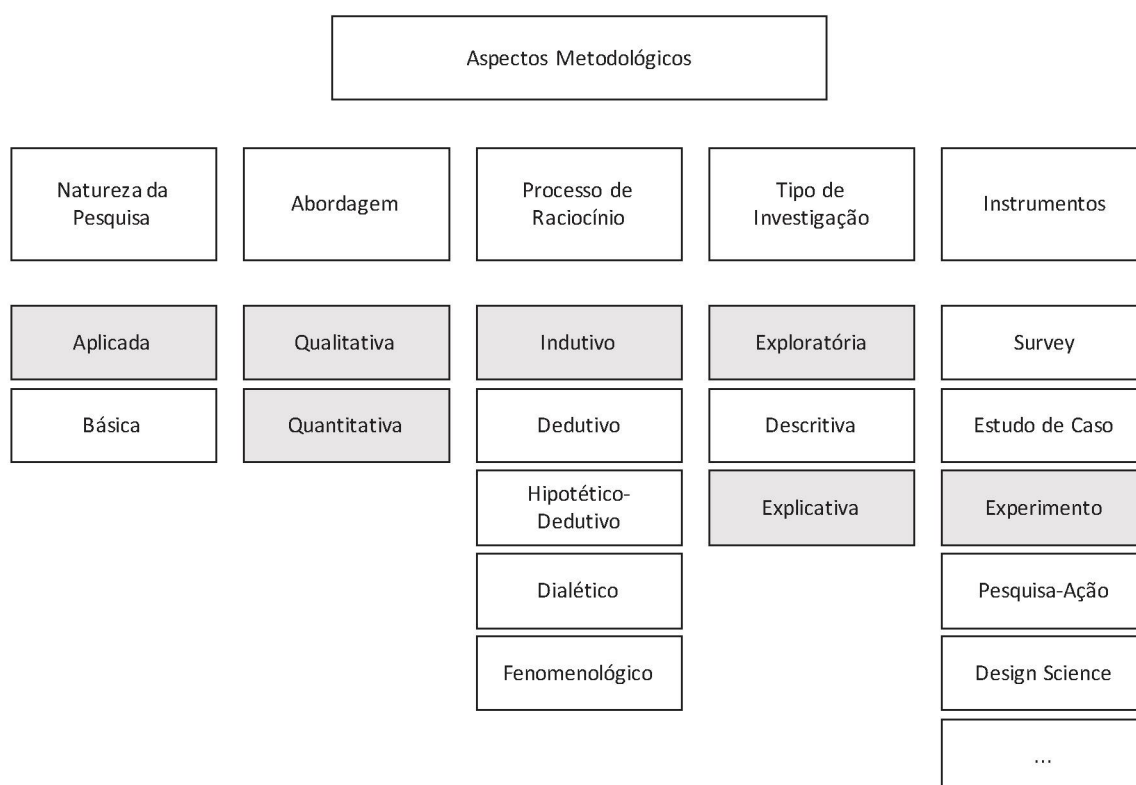 Aspectos Metodológicos
Natureza da
Pesquisa
Abordagem
Processo de
Raciocínio
Tipo de
Investigação
Instrumentos
Aplicada
Qualitativa
Indutivo
Exploratória
Survey
Básica
Quantitativa
Dedutivo
Descritiva
Estudo de Caso
Hipotético-
Dedutivo
Explicativa
Experimento
Dialético
Pesquisa-Ação
Fenomenológico
Design Science
...